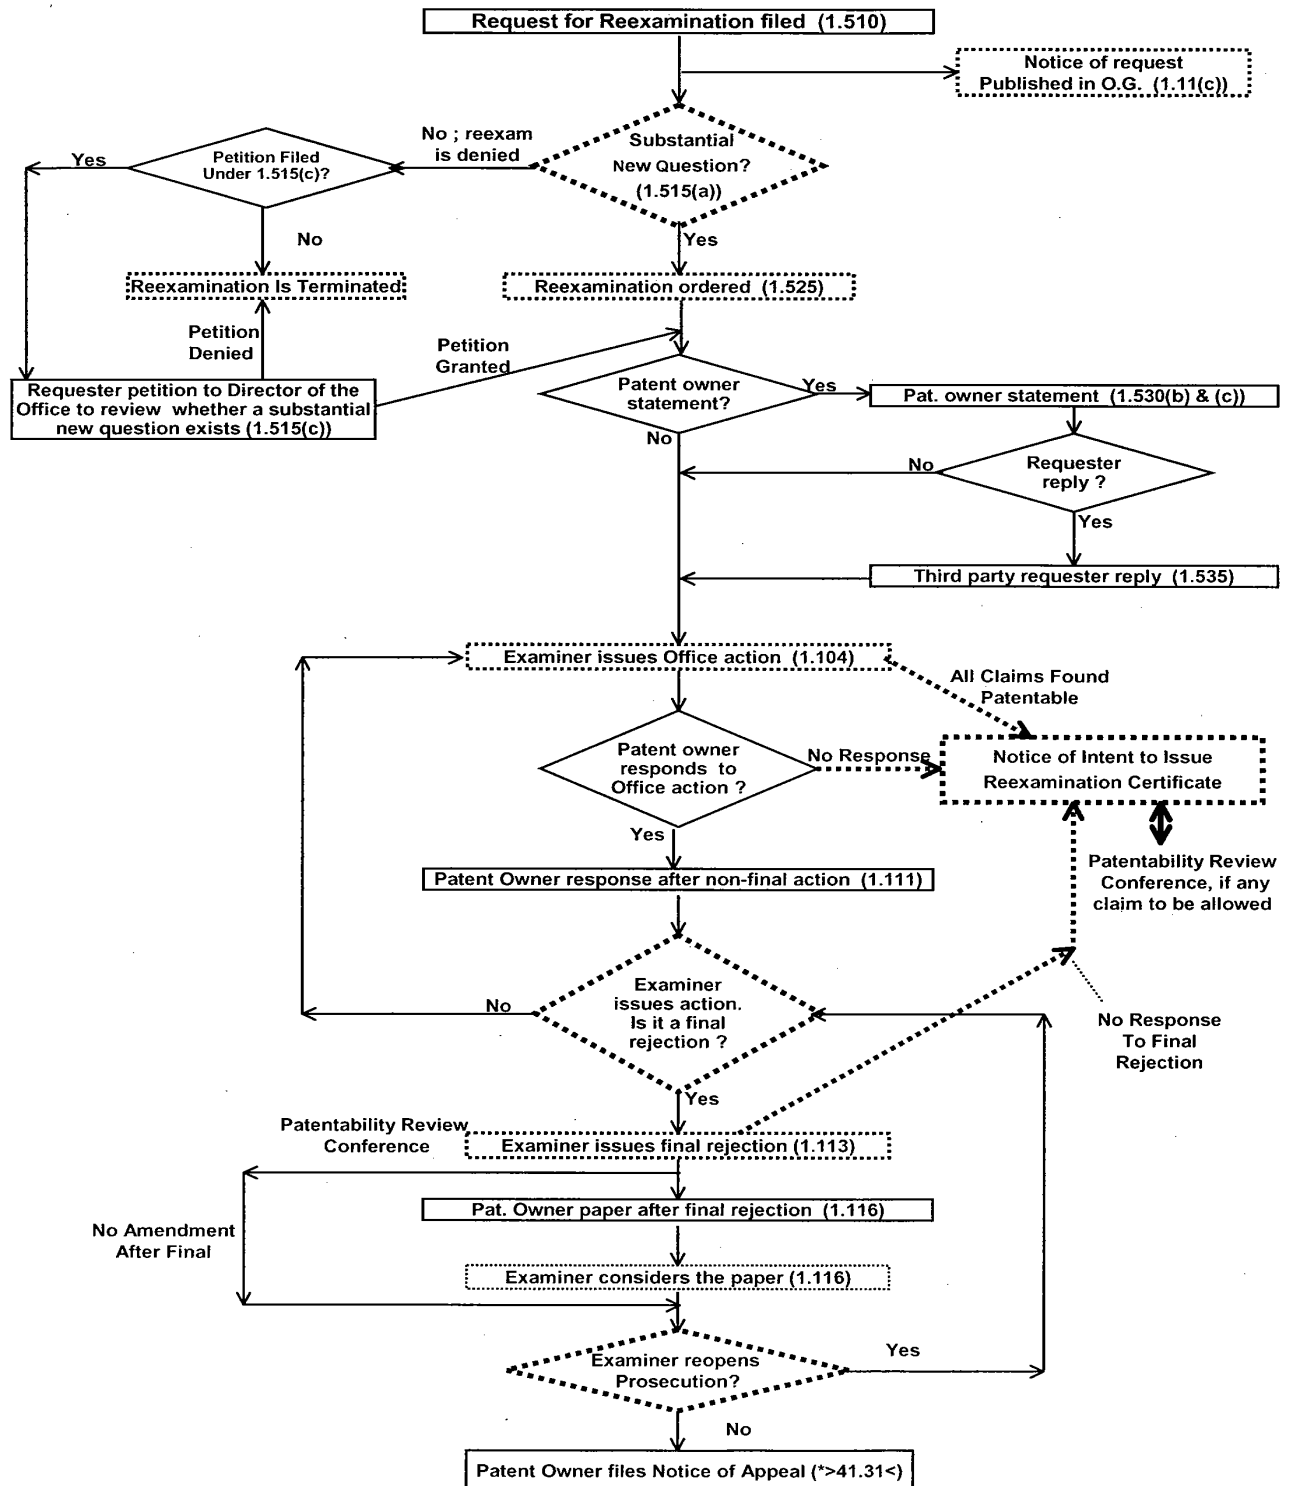 Request for Reexamination filed (1.510)
Notice of request
Published in O.G. (1.11(c))
Substantial
New Question?
(1.515(a))
No ; reexam
is denied
Petition Filed
Under 1.515(c)?
Yes
No
Yes
Reexamination Is Terminated
Reexamination ordered (1.525)
Petition
Denied
Petition
Granted
Requester petition to Director of the
Office to review whether a substantial
new question exists (1.515(c))
Patent owner
statement?
Yes
Pat. owner statement (1.530(b) & (c))
No
Requester
reply ?
No
Yes
Third party requester reply (1.535)
Examiner issues Office action (1.104)
All Claims Found
Patentable
Patent owner
responds to
Office action ?
No Response
Notice of Intent to Issue
Reexamination Certificate
Yes
Patent Owner response after non-final action (1.111)
Patentability Review
Conference, if any
claim to be allowed
Examiner
issues action.
Is it a final
rejection ?
No
No Response
To Final
Rejection
Yes
Patentability Review
Conference
Examiner issues final rejection (1.113)
Pat. Owner paper after final rejection (1.116)
No Amendment
After Final
Examiner considers the paper (1.116)
Examiner reopens
Prosecution?
Yes
No
Patent Owner files Notice of Appeal (*>41.31<)